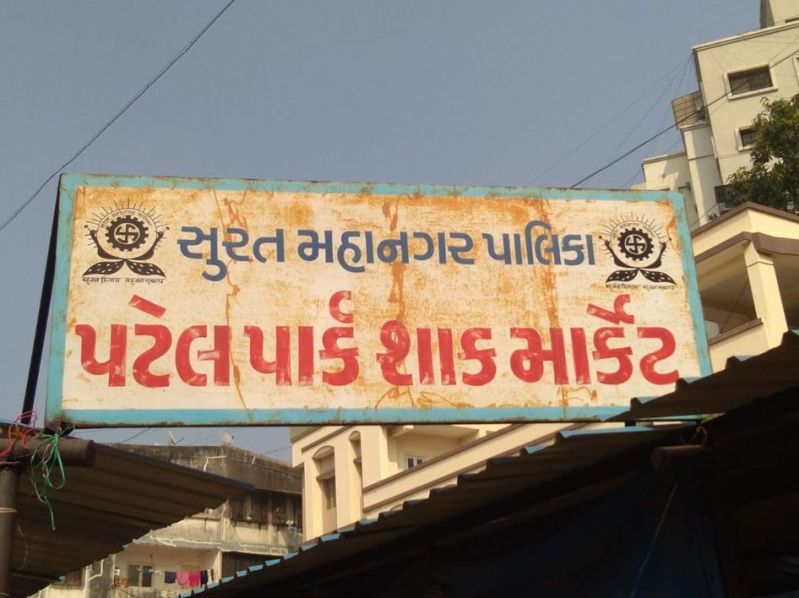 સુરત મહાનગર પાલિકા
પટેલ પાર્ક શાક માર્કેટ